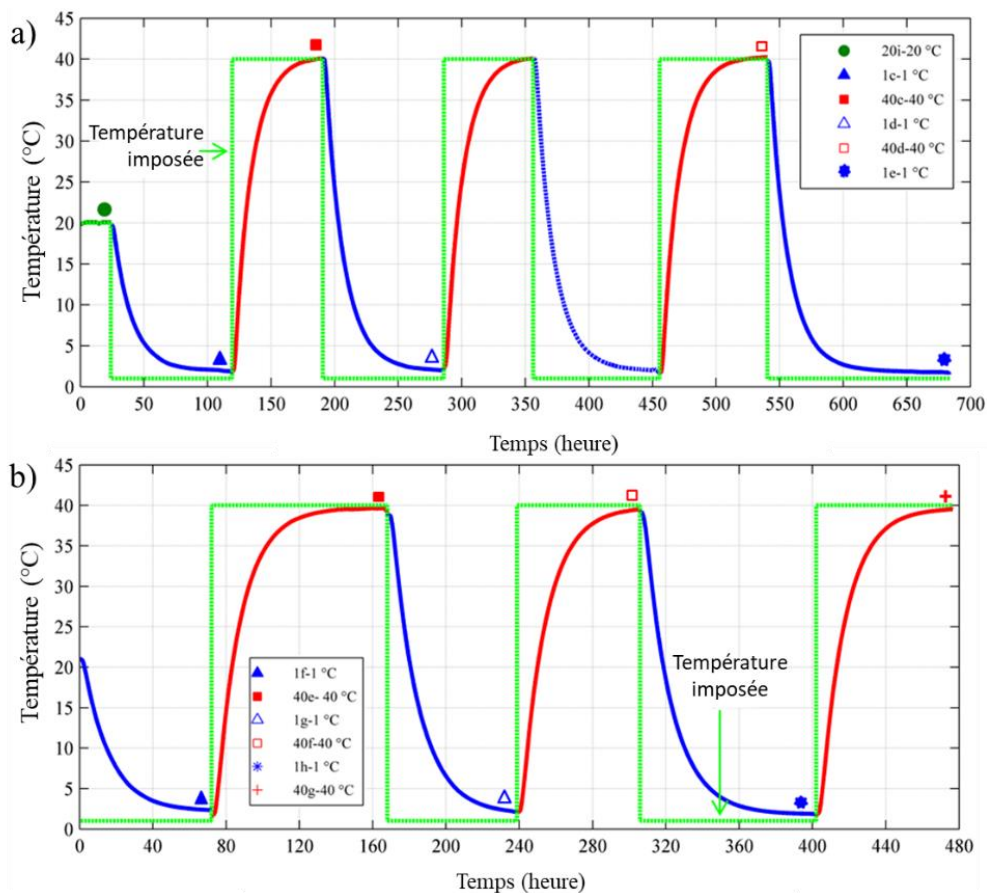 a)
45
40
35
30
25
20
15
10
5
0
Température (°C)
Température
imposée
20i-20 °C
1c-1 °C
40c-40 °C
1d-1 °C
40d-40 °C
1e-1 °C
0 50 100 150 200 250 300 350 400 450 500 550 600 650 700
Temps (heure)
b)
45
40
35
30
25
20
15
10
5
0
Température (°C)
1f-1 °C
40e- 40 °C
1g-1 °C
40f-40 °C
1h-1 °C
40g-40 °C
Température
imposée
0 40 80 120 160 200 240 280 320 360 400 440 480
Temps (heure)